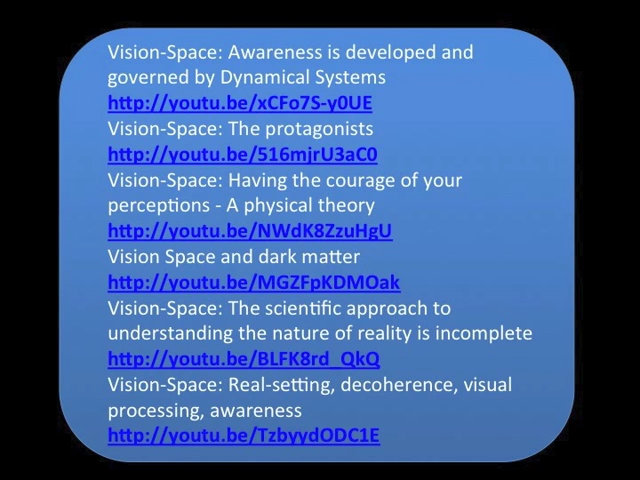 Vision-Space: Awareness is developed and
governed by Dynamical Systems
http://youtu.be/xCFo7S-y0UE
Vision-Space: The protagonists
http://youtu.be/516mjrU3aC0
Vision-Space: Having the courage of your
perceptions - A physical theory
http://youtu.be/NWdK8ZzuHgU
Vision Space and dark matter
http://youtu.be/MGZFpKDMOak
Vision-Space: The scientific approach to
understanding the nature of reality is incomplete
http://youtu.be/BLFK8rd_QkQ
Vision-Space: Real-setting, decoherence, visual
processing, awareness
http://youtu.be/TzbyydODC1E